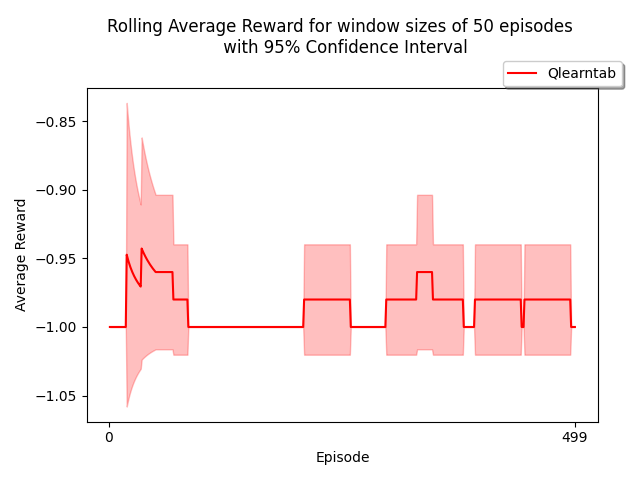 Rolling Average Reward for window sizes of 50 episodes
with 95% Confidence Interval
Qlearntab
−0.85
−0.90
−0.95
−1.00
−1.05
Average Reward
0
499
Episode